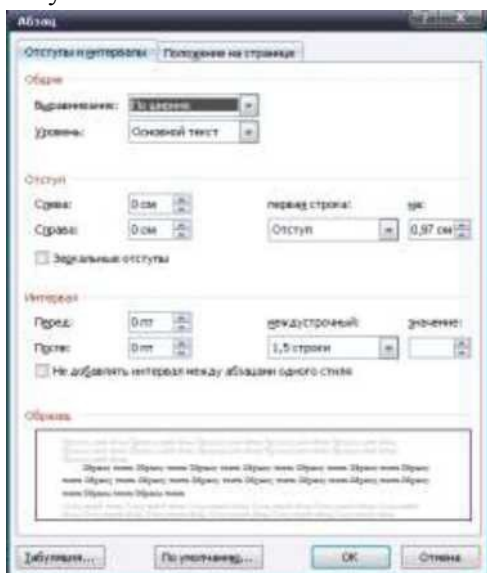 Абзац
Отступы и интервалы Положение на странице
Общие
Выравнивание: По ширине
Уровень: Основной текст
Отступ
Слева: 0 см первая строка: на:
Справа: 0 см Отступ 0,97 см
Зеркальные отступы
Интервал
Перед: 0 пт междустрочный: значение:
После: 0 пт 1,5 строки
Не добавлять интервал между абзацами одного стиля
Образец
Табуляция... По умолчанию... ОК Отмена